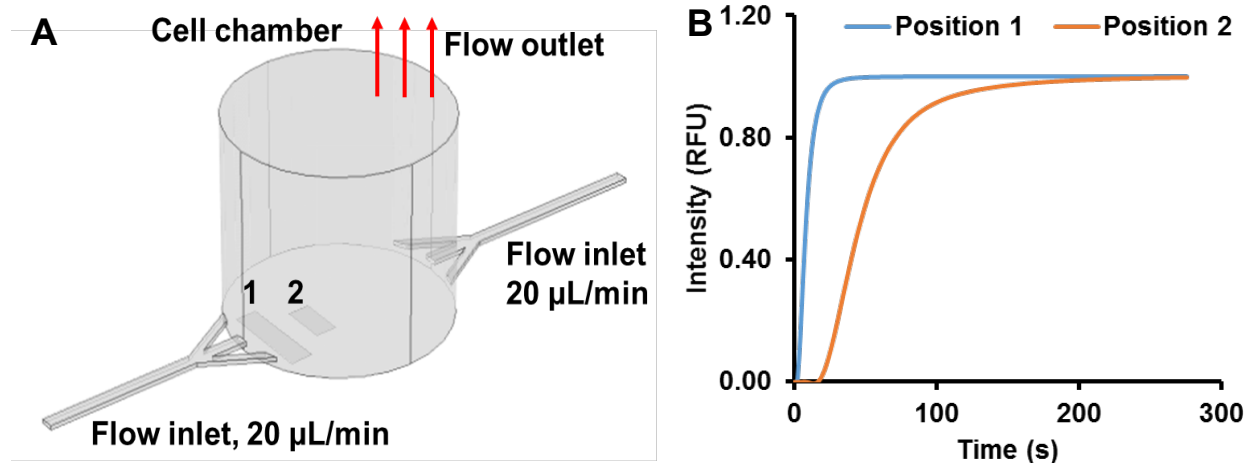 A
Cell chamber
Flow outlet
1 2
Flow inlet
20 µL/min
Flow inlet, 20 µL/min
B
Position 1 Position 2
1.20
0.80
0.40
0.00
Intensity (RFU)
0 100 200 300
Time (s)